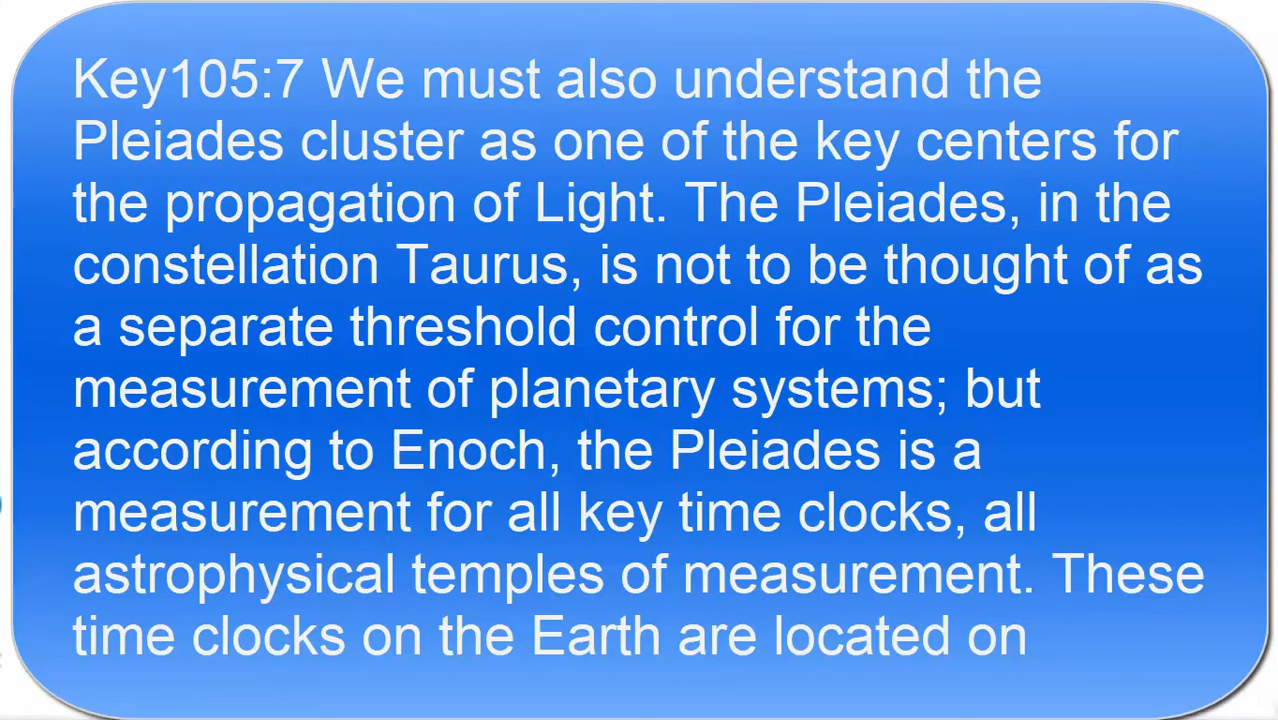 Key105:7 We must also understand the
Pleiades cluster as one of the key centers for
the propagation of Light. The Pleiades, in the
constellation Taurus, is not to be thought of as
a separate threshold control for the
measurement of planetary systems; but
according to Enoch, the Pleiades is a
measurement for all key time clocks, all
astrophysical temples of measurement. These
time clocks on the Earth are located on